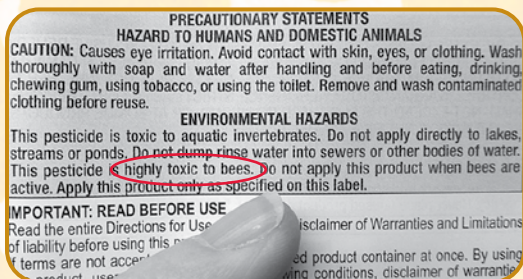 PRECAUTIONARY STATEMENTS
HAZARD TO HUMANS AND DOMESTIC ANIMALS
CAUTION: Causes eye irritation. Avoid contact with skin, eyes, or clothing. Wash
thoroughly with soap and water after handling and before eating, drinking,
chewing gum, using tobacco, or using the toilet. Remove and wash contaminated
clothing before reuse.
ENVIRONMENTAL HAZARDS
This pesticide is toxic to aquatic invertebrates. Do not apply directly to lakes,
streams or ponds. Do not dump rinse water into sewers or other bodies of water.
This pesticide is highly toxic to bees. Do not apply this product when bees are
active. Apply this product only as specified on this label.
IMPORTANT: READ BEFORE USE
Read the entire Directions for Use, isclaimer of Warranties and Limitations
of liability before using this
f terms are not accep ed product container at once. By using
product, use ing conditions, disclaimer of warranties